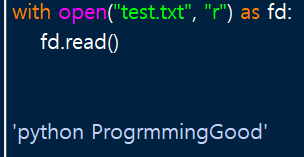 with open("test.txt", "r") as fd:
    fd.read()
'python ProgrmmingGood'